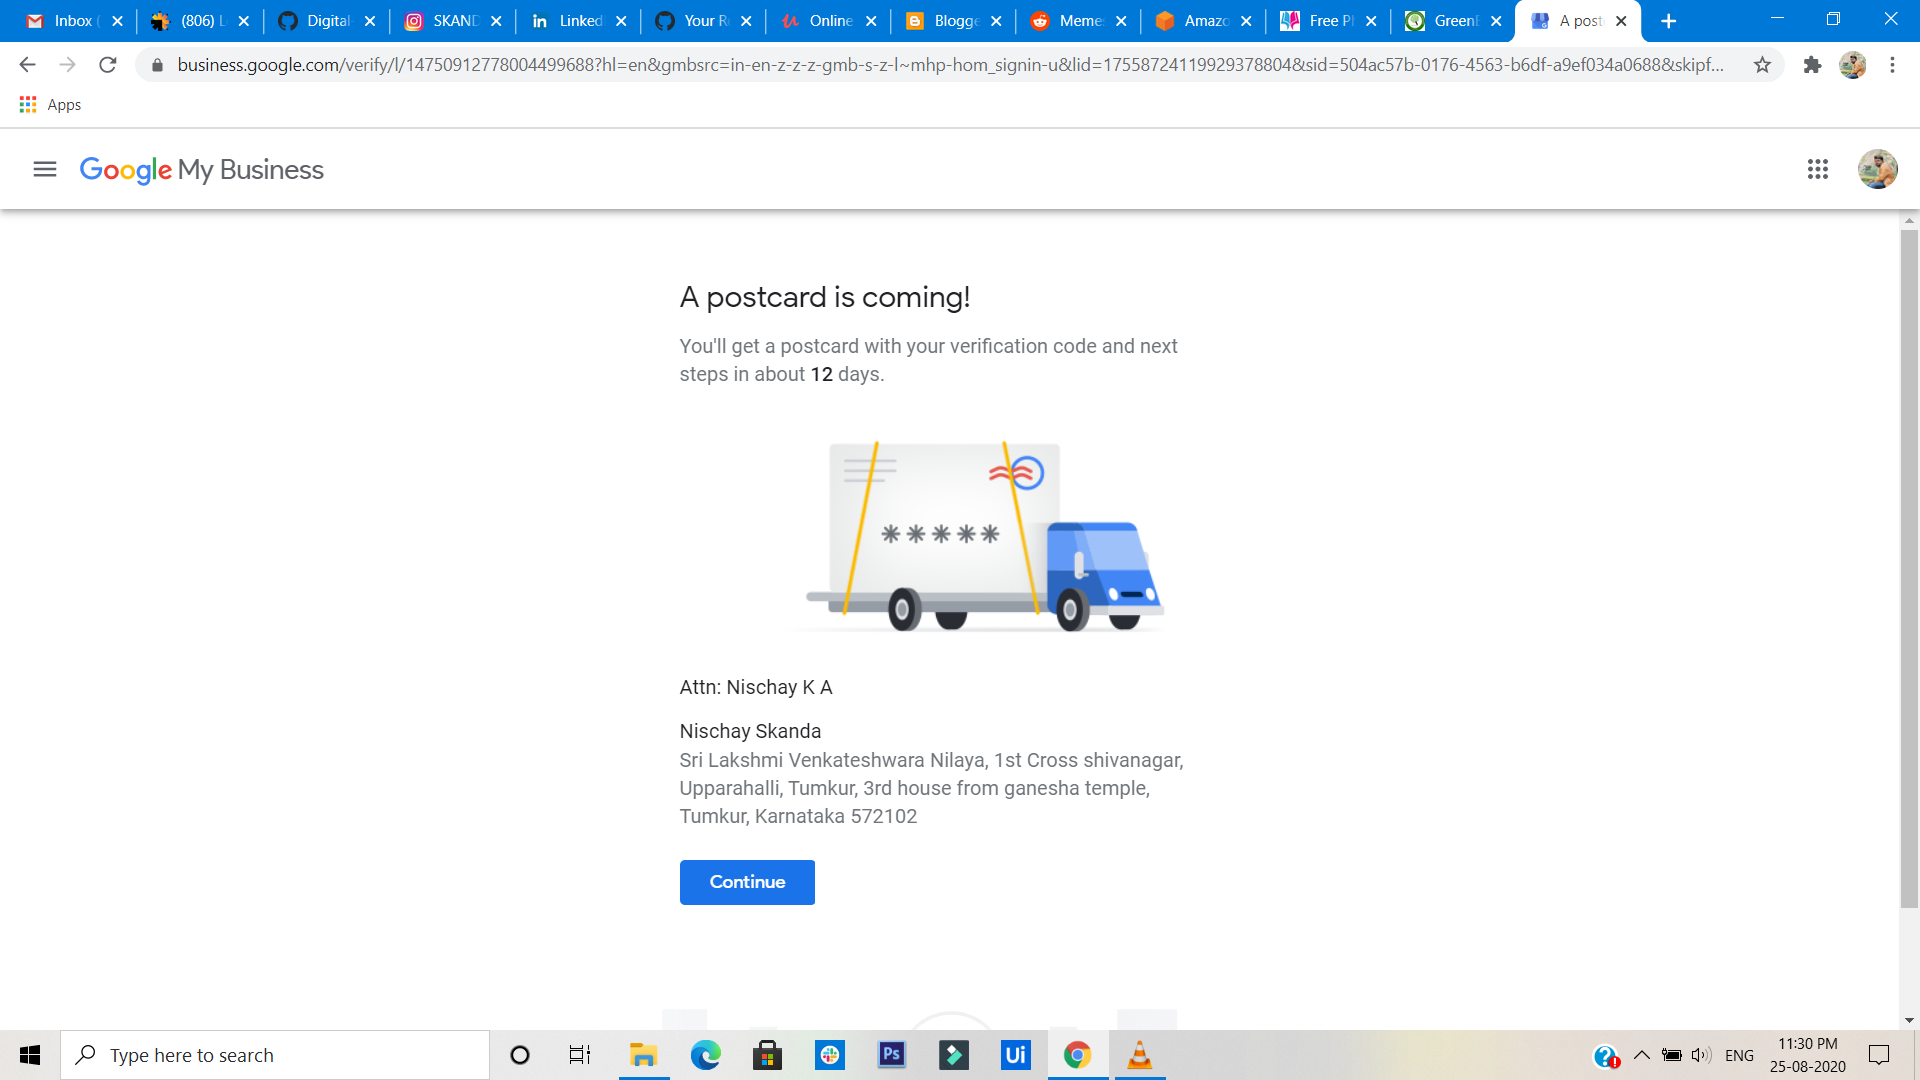 Inbox (
(806) L
Digital-
SKAND
Linked
Your R
Online
Blogge
Meme
Amazo
Free Pl
GreenE
A post
business.google.com/verify/l/14750912778004499688?hl=en&gmbsrc=in-en-z-z-z-gmb-s-z-l~mhp-hom_signin-u&lid=17558724119929378804&sid=504ac57b-0176-4563-b6df-a9ef034a0688&skipf...
Apps
Google My Business
A postcard is coming!
You'll get a postcard with your verification code and next
steps in about 12 days.
*****
Attn: Nischay K A
Nischay Skanda
Sri Lakshmi Venkateshwara Nilaya, 1st Cross shivanagar,
Upparahalli, Tumkur, 3rd house from ganesha temple,
Tumkur, Karnataka 572102
Continue
Type here to search
Ps
Ui
ENG
11:30 PM
25-08-2020